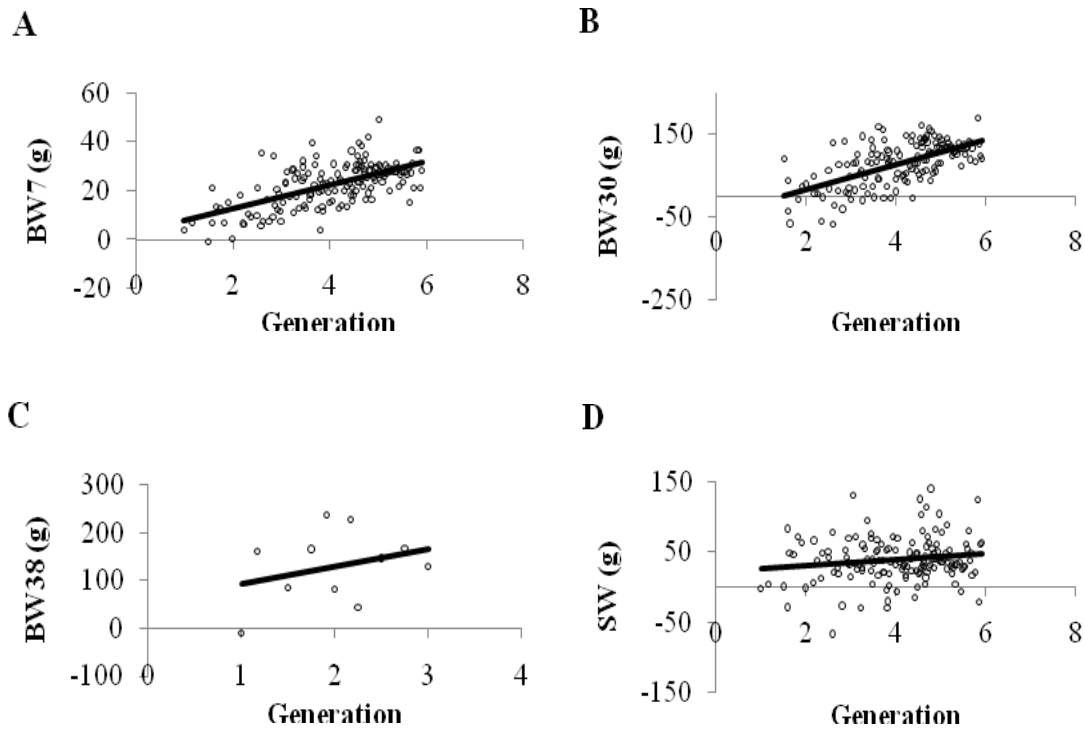 A
60
40
20
0
-20
BW7 (g)
0 2 4 6 8
Generation
B
150
-50
-250
BW30 (g)
0 2 4 6 8
Generation
C
300
200
100
0
-100
BW38 (g)
0 1 2 3 4
Generation
D
150
50
-50
-150
SW (g)
0 2 4 6 8
Generation